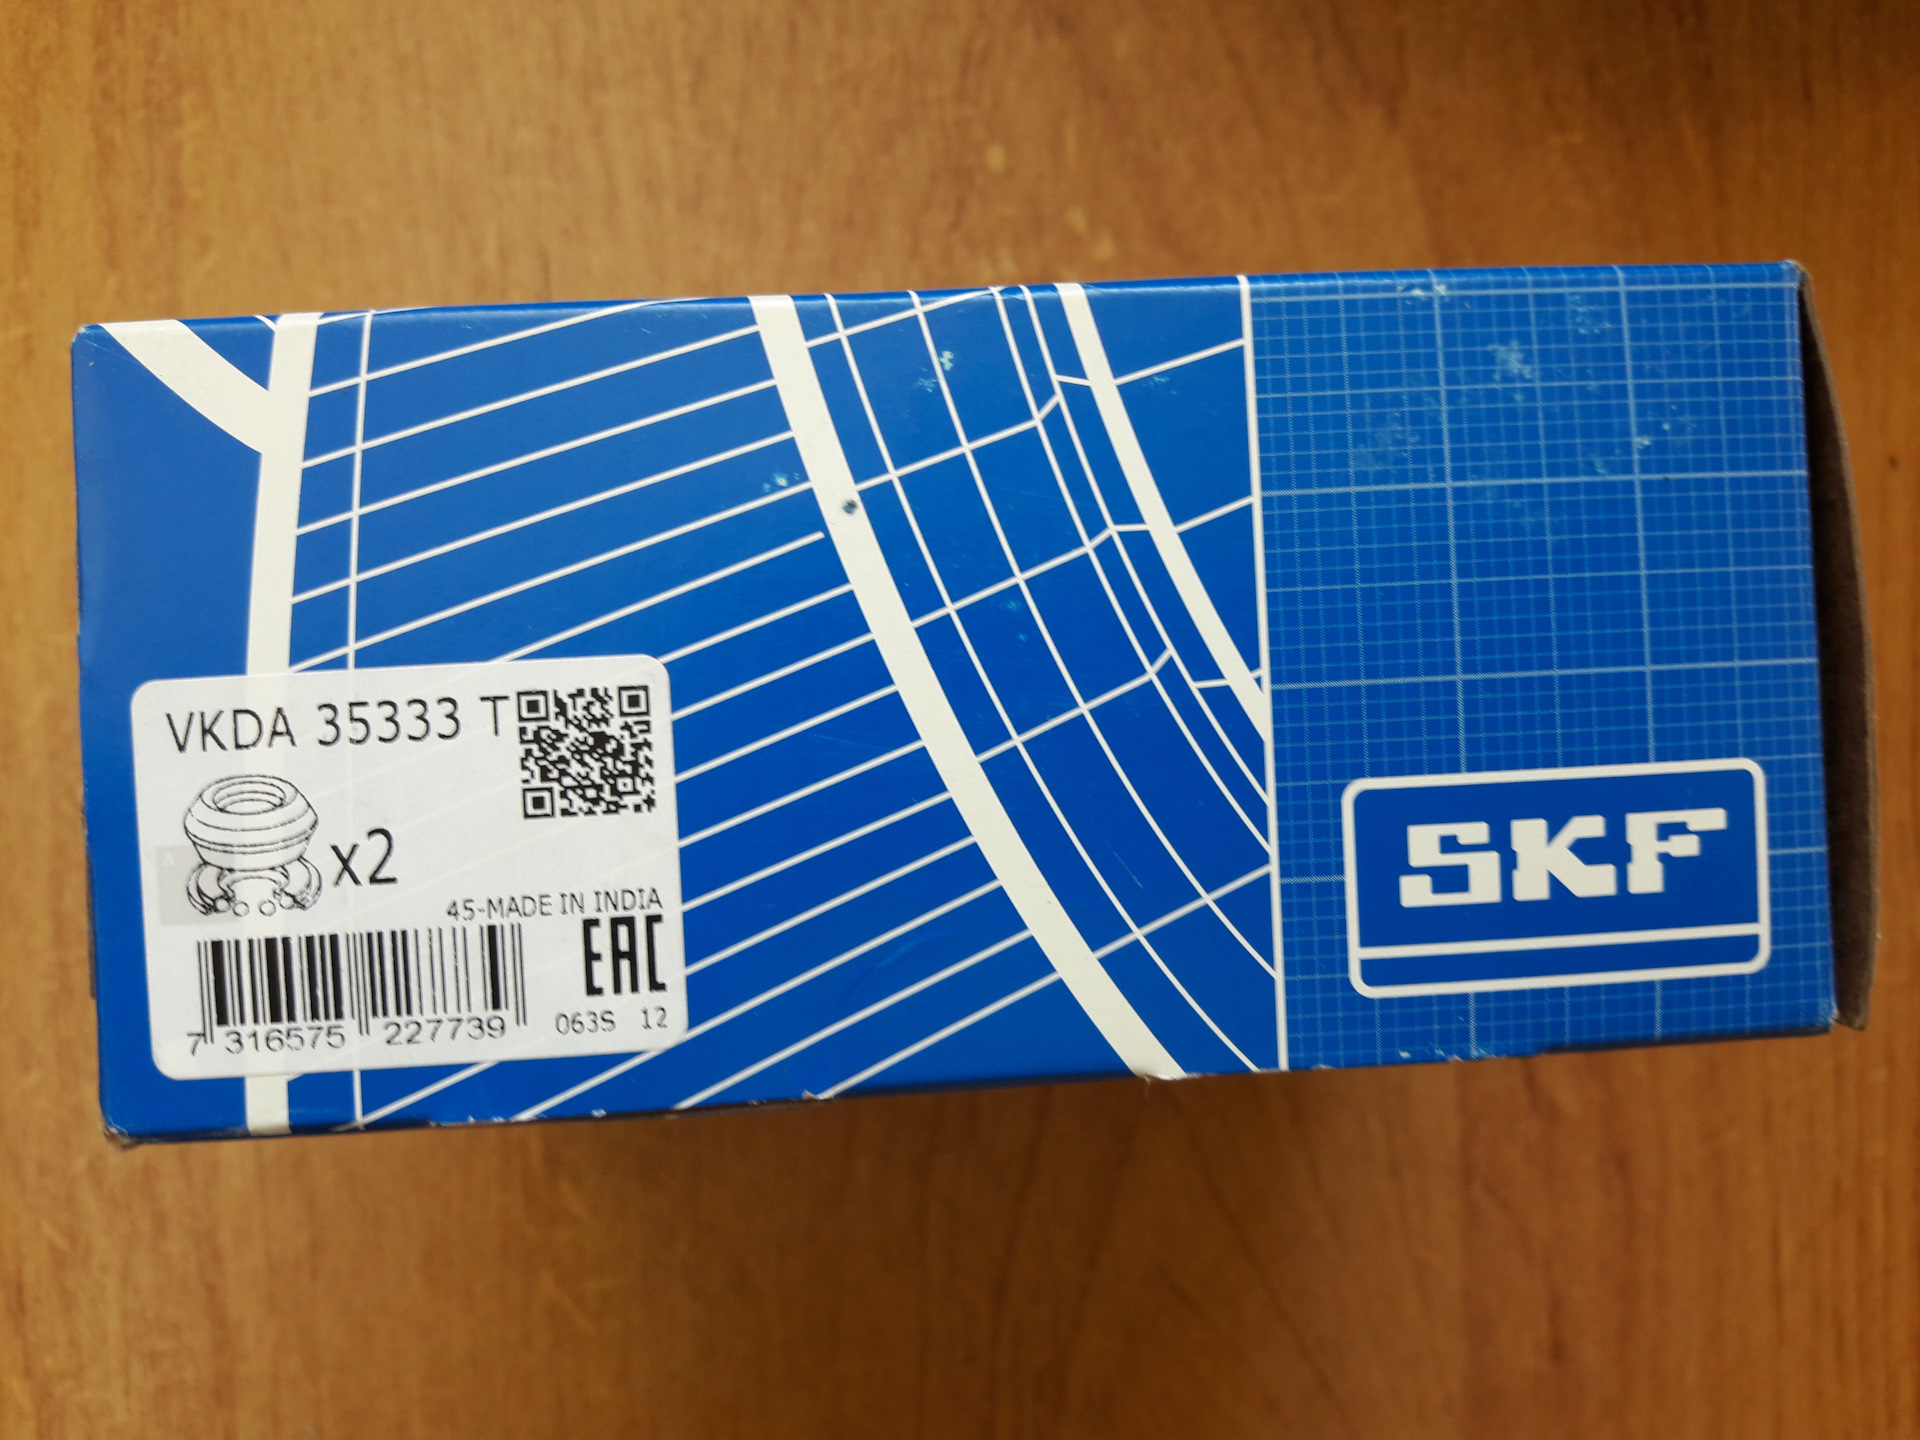 VKDA 35333 T
x2
45-MADE IN INDIA
EAC
7 316575 227739
063S 12
SKF